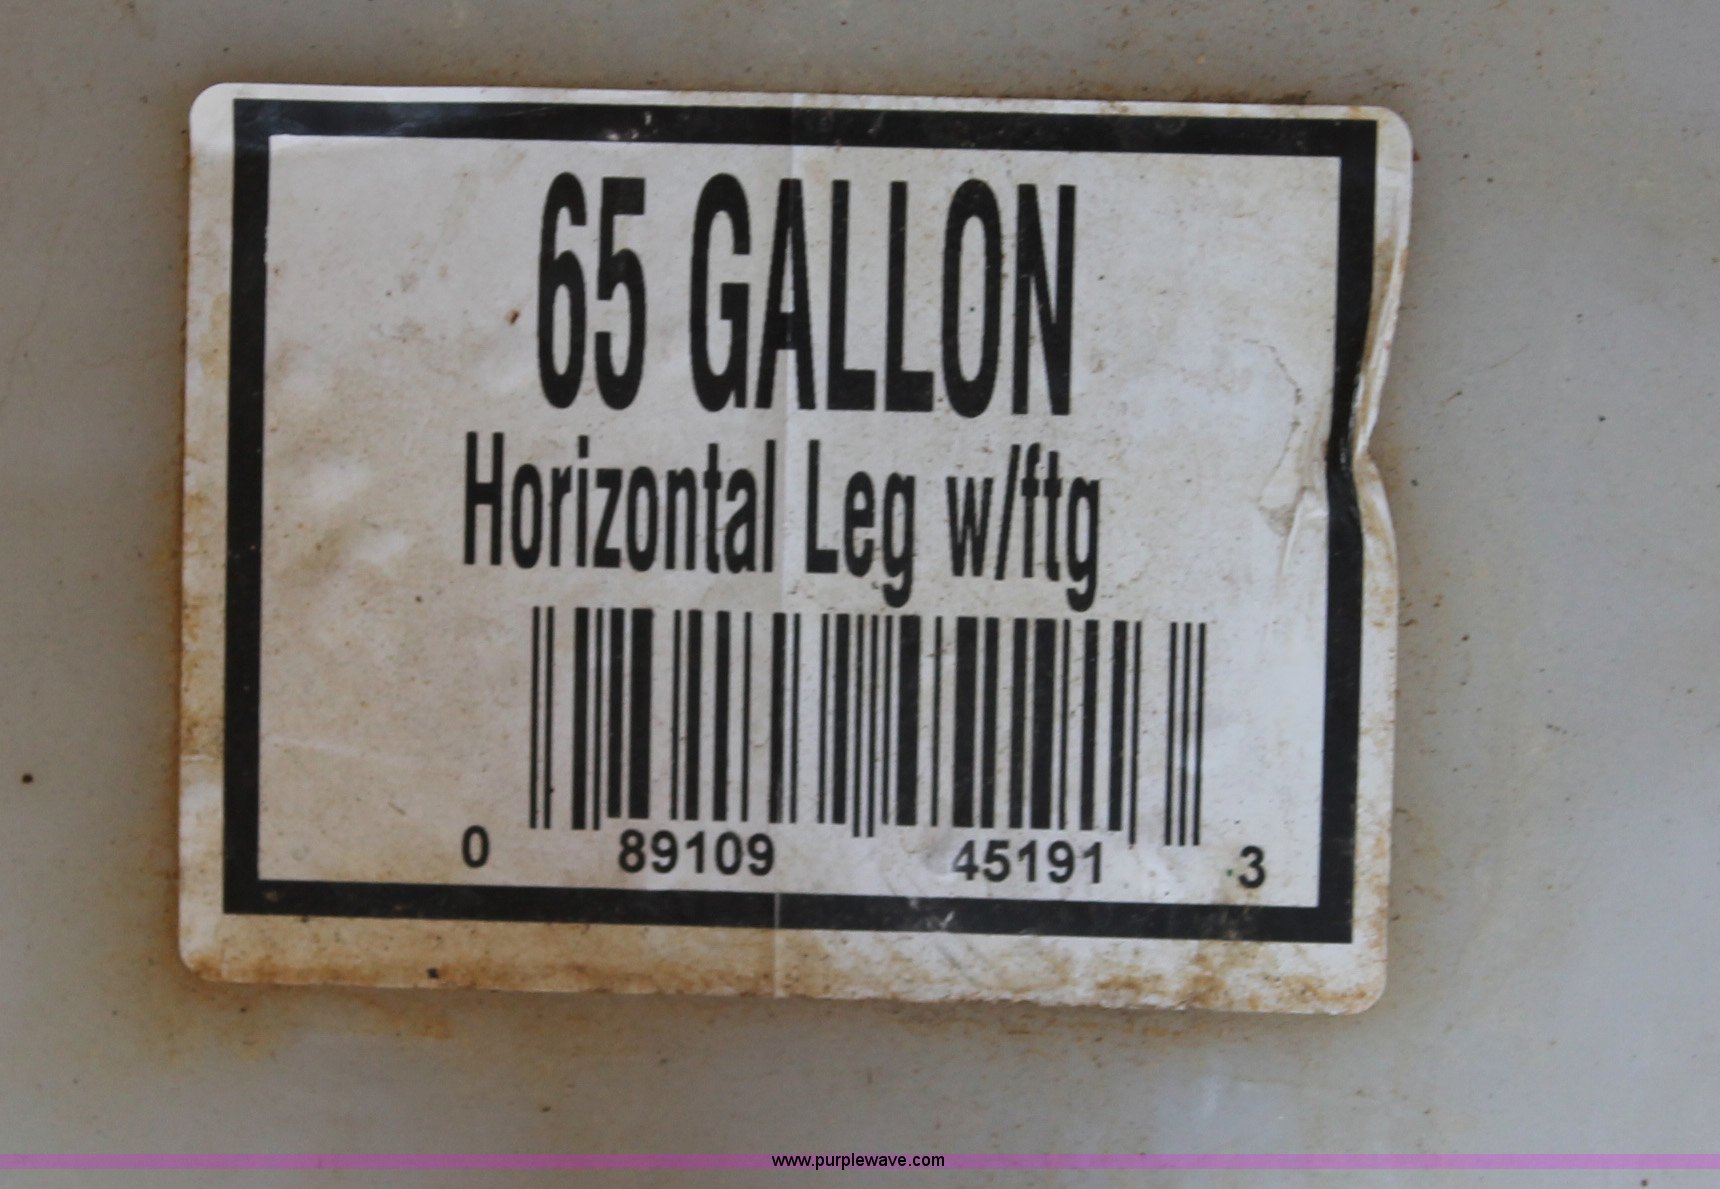 65 GALLON
Horizontal Leg w/ftg
0 89109 45191 3
www.purplewave.com